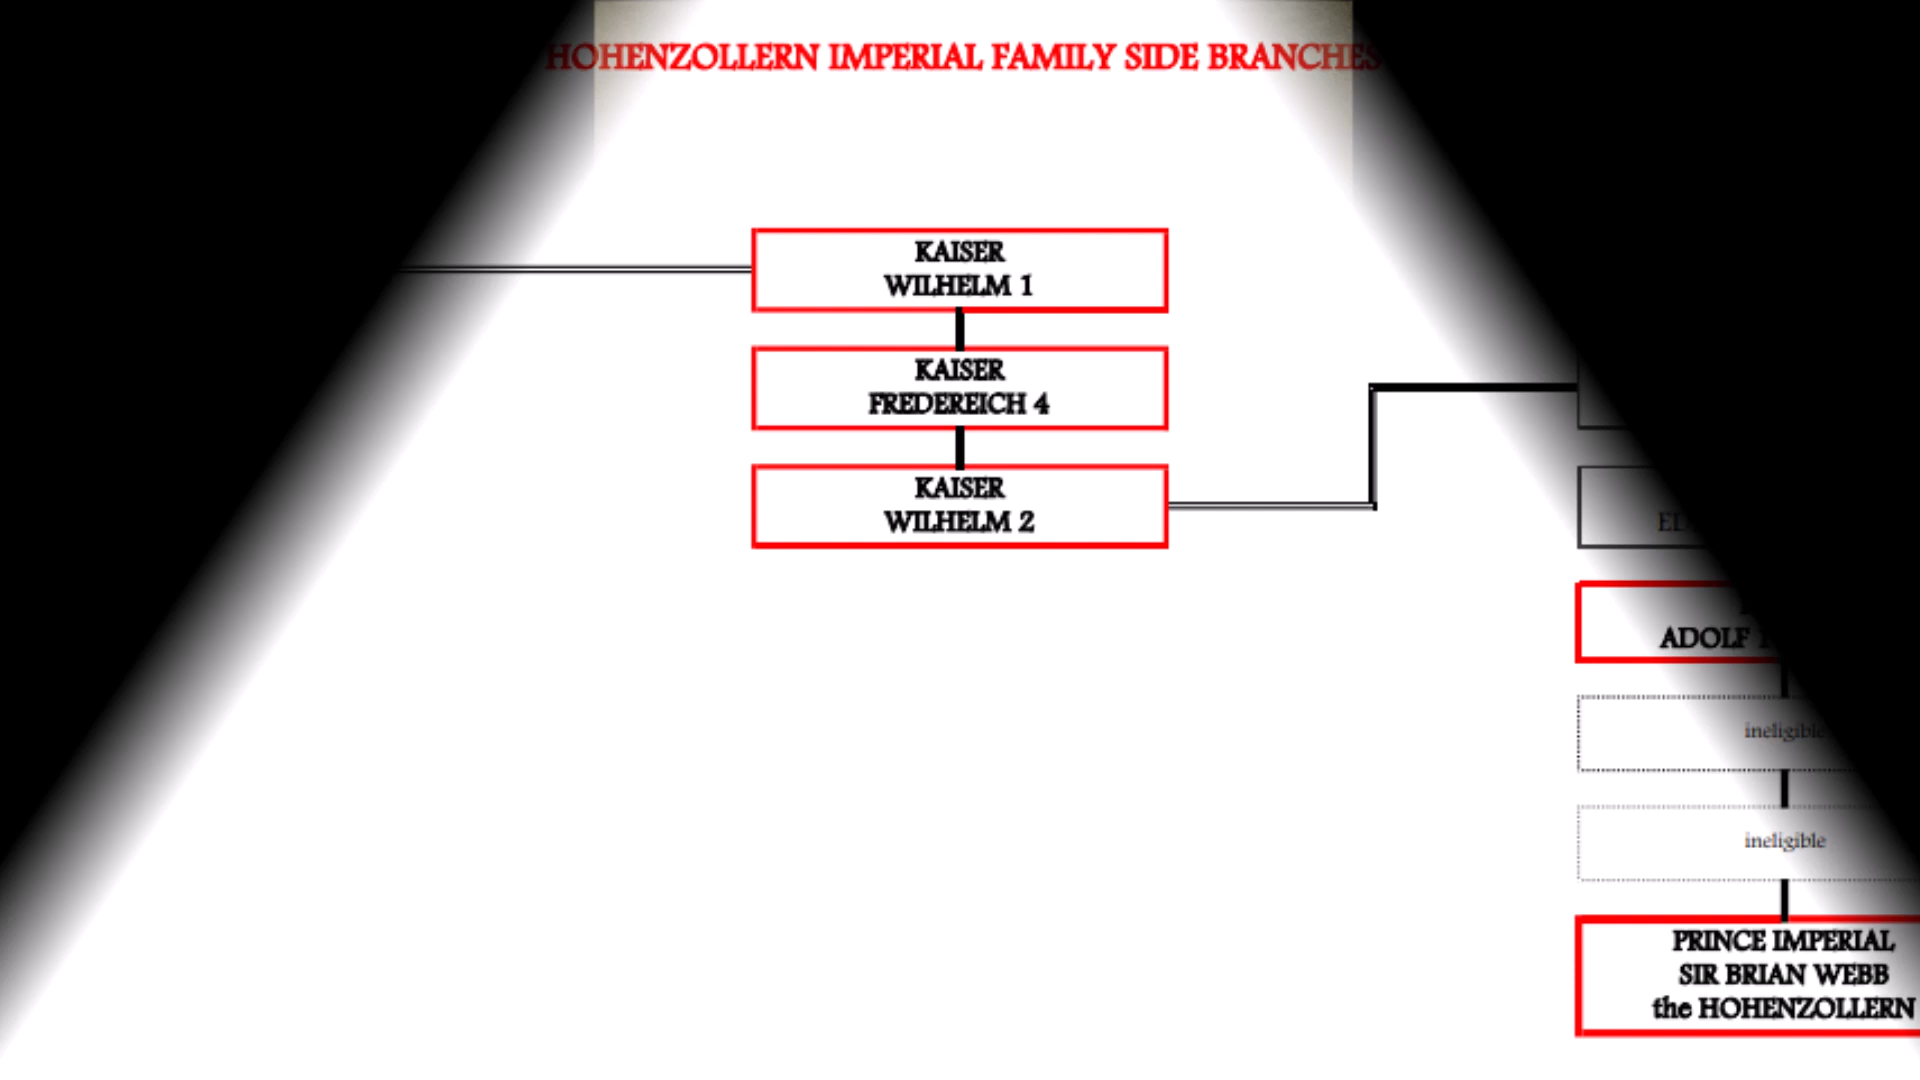 HOHENZOLLERN IMPERIAL FAMILY SIDE BRANCHES
KAISER
WILHELM 1
KAISER
FREDEREICH 4
KAISER
WILHELM 2
ADOLF
ineligible
ineligible
PRINCE IMPERIAL
SIR BRIAN WEBB
the HOHENZOLLERN